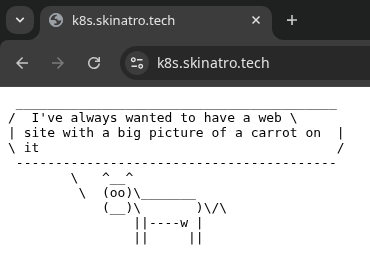 k8s.skinatro.tech
k8s.skinatro.tech
 _________________________________________
/  I've always wanted to have a web \
| site with a big picture of a carrot on  |
\ it                                      /
 -----------------------------------------
        \   ^__^
         \  (oo)\_______
            (__)\       )\/\
                ||----w |
                ||     ||